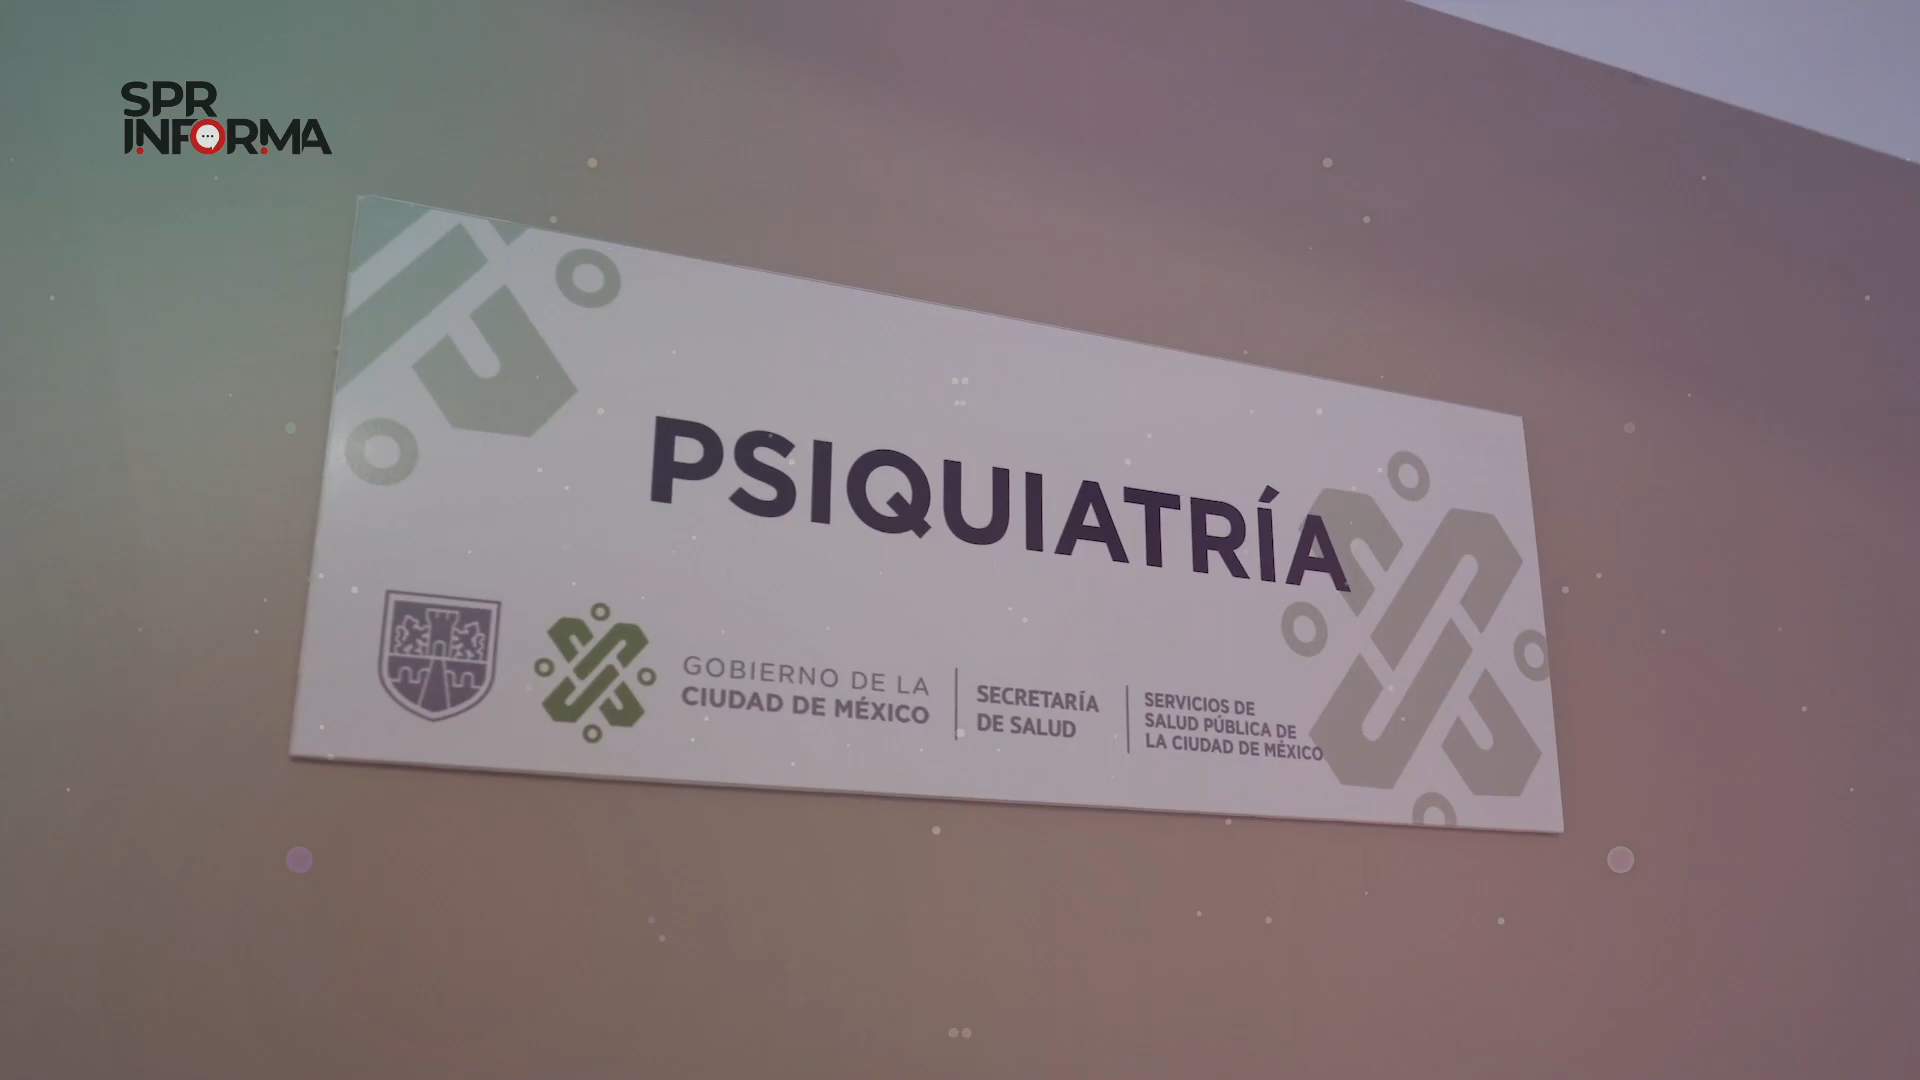 SPR
INFORMA
PSIQUIATRÍA
GOBIERNO DE LA
CIUDAD DE MÉXICO
SECRETARÍA
DE SALUD
SERVICIOS DE
SALUD PÚBLICA DE
LA CIUDAD DE MÉXICO